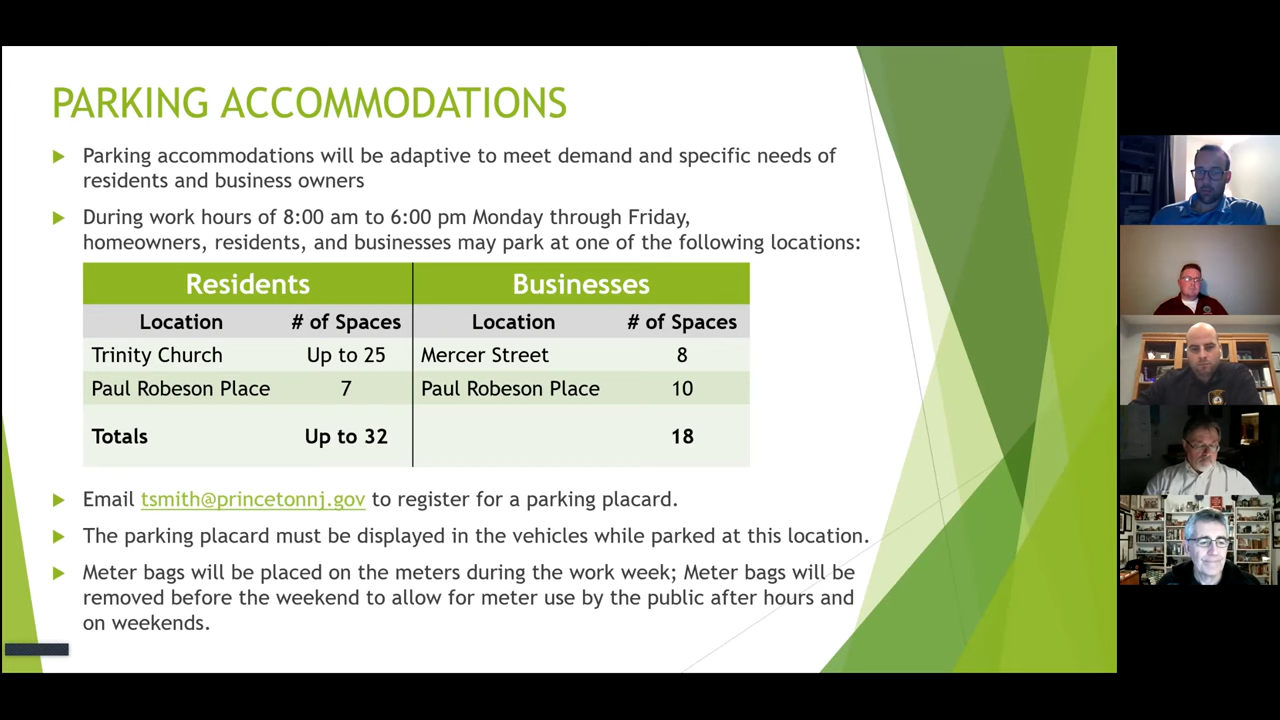 PARKING ACCOMMODATIONS
Parking accommodations will be adaptive to meet demand and specific needs of
residents and business owners
During work hours of 8:00 am to 6:00 pm Monday through Friday,
homeowners, residents, and businesses may park at one of the following locations:
Residents Businesses
Location # of Spaces Location # of Spaces
Trinity Church Up to 25 Mercer Street 8
Paul Robeson Place 7 Paul Robeson Place 10
Totals Up to 32 18
Email tsmith@princetonnj.gov to register for a parking placard.
The parking placard must be displayed in the vehicles while parked at this location.
Meter bags will be placed on the meters during the work week; Meter bags will be
removed before the weekend to allow for meter use by the public after hours and
on weekends.